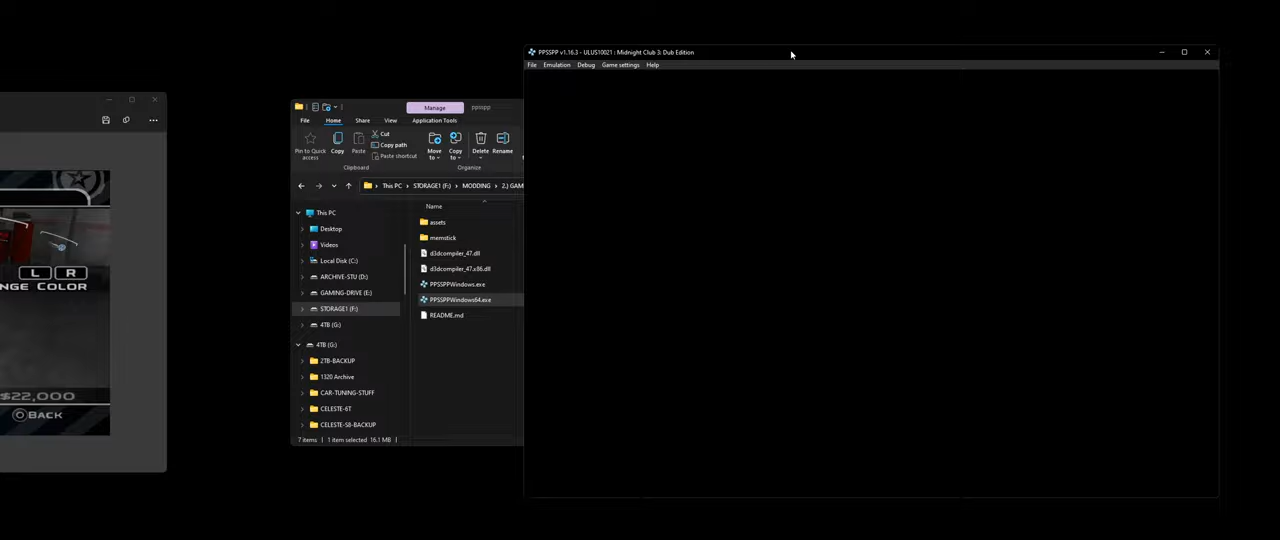 L R
NGE COLOR
$22,000
BACK
Manage
ppsspp
File
Home
Share
View
Application Tools
Pin to Quick access
Copy
Paste
Cut
Copy path
Paste shortcut
Move to
Copy to
Delete
Rename
Clipboard
Organize
This PC
STORAGE1 (F:)
MODDING
2.) GAM
This PC
Desktop
Videos
Local Disk (C:)
ARCHIVE-STU (D:)
GAMING-DRIVE (E:)
STORAGE1 (F:)
4TB (G:)
4TB (G:)
2TB-BACKUP
1320 Archive
CAR-TUNING-STUFF
CELESTE-6T
CELESTE-S8-BACKUP
Name
assets
memstick
d3dcompiler_47.dll
d3dcompiler_47.x86.dll
PPSSPPWindows.exe
PPSSPPWindows64.exe
README.md
7 items
1 item selected 16.1 MB
PPSSPP v1.16.3 - ULUS10021 : Midnight Club 3: Dub Edition
File Emulation Debug Game settings Help